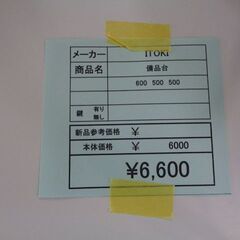 メーカー ITOKI
商品名 備品台
600 500 500
鍵 有り
無し
新品参考価格 ¥
本体価格 ¥ 6000
¥6,600